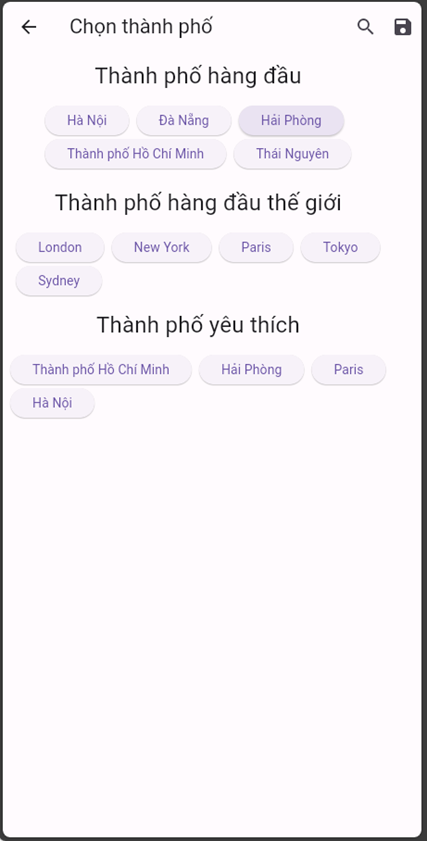 Chọn thành phố
Thành phố hàng đầu
Hà Nội Đà Nẵng Hải Phòng
Thành phố Hồ Chí Minh Thái Nguyên
Thành phố hàng đầu thế giới
London New York Paris Tokyo
Sydney
Thành phố yêu thích
Thành phố Hồ Chí Minh Hải Phòng Paris
Hà Nội